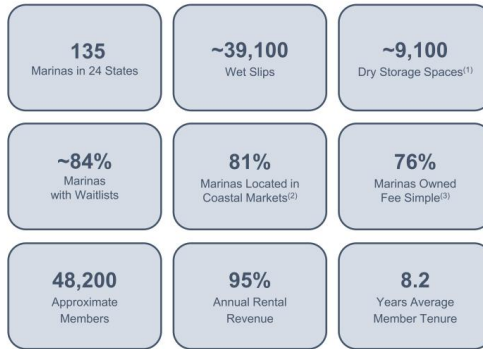 135
Marinas in 24 States
~39,100
Wet Slips
~9,100
Dry Storage Spaces(1)
~84%
Marinas
with Waitlists
81%
Marinas Located in
Coastal Markets(2)
76%
Marinas Owned
Fee Simple(3)
48,200
Approximate
Members
95%
Annual Rental
Revenue
8.2
Years Average
Member Tenure